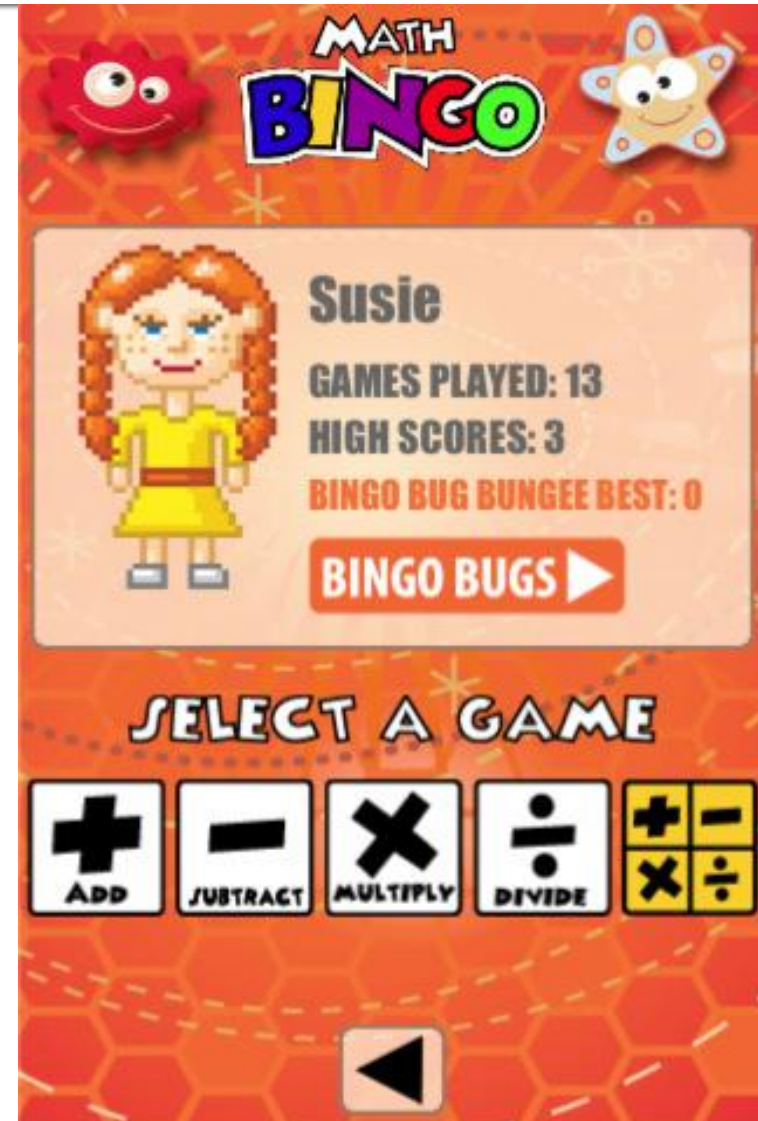 MATH
BINGO
Susie
GAMES PLAYED: 13
HIGH SCORES: 3
BINGO BUG BUNGEE BEST: 0
BINGO BUGS
SELECT A GAME
+ − × ÷ + −
ADD SUBTRACT MULTIPLY DIVIDE × ÷